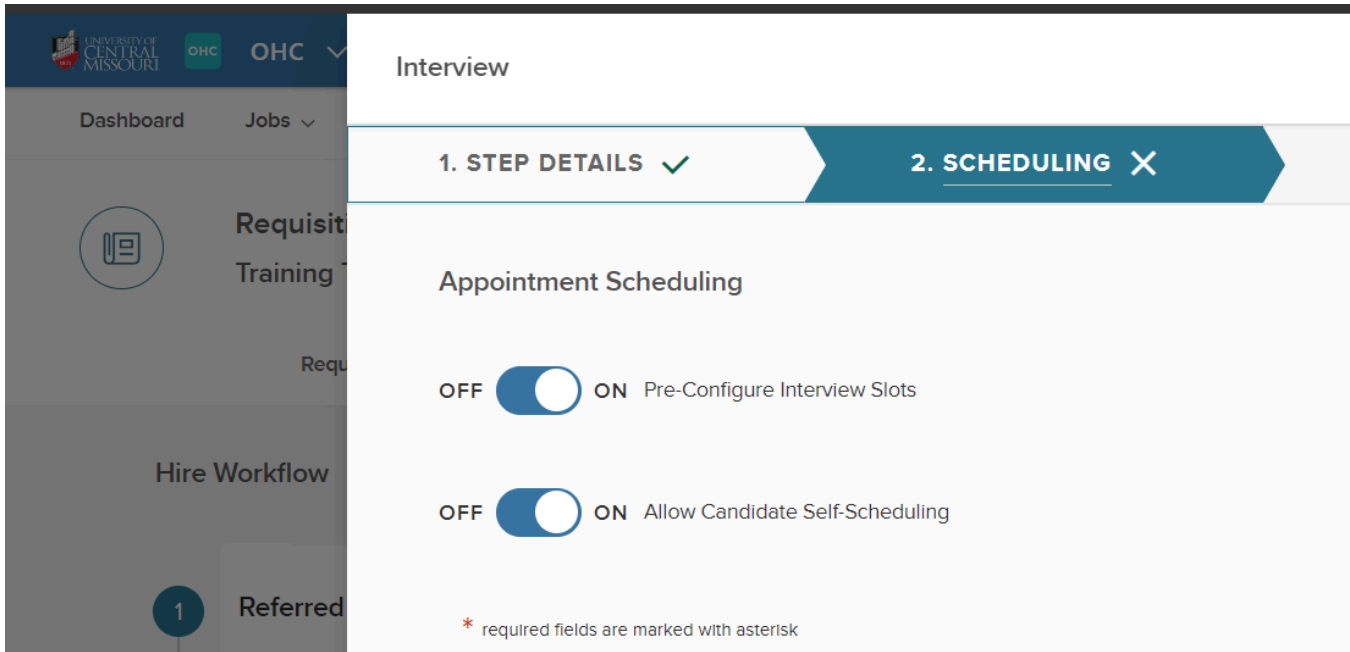 UNIVERSITY OF
CENTRAL
MISSOURI
OHC
OHC
Interview
Dashboard
Jobs
1. STEP DETAILS
2. SCHEDULING
Requisiti
Training
Appointment Scheduling
Requ
OFF ON Pre-Configure Interview Slots
Hire Workflow
OFF ON Allow Candidate Self-Scheduling
1
Referred
* required fields are marked with asterisk